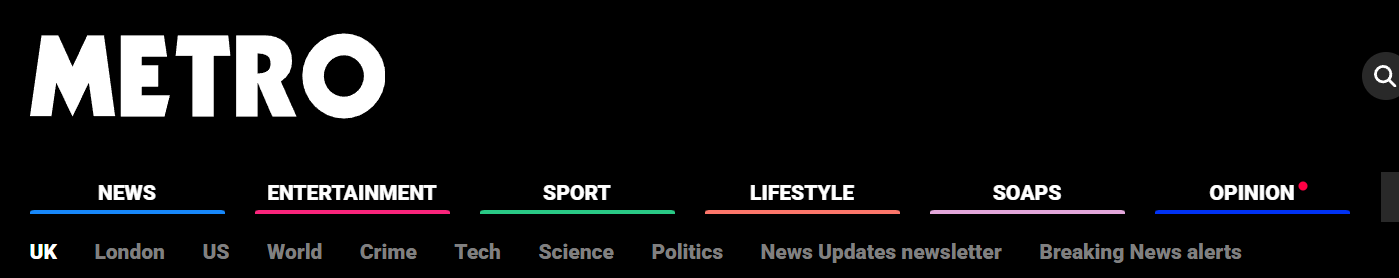 METRO
NEWS ENTERTAINMENT SPORT LIFESTYLE SOAPS OPINION
UK London US World Crime Tech Science Politics News Updates newsletter Breaking News alerts